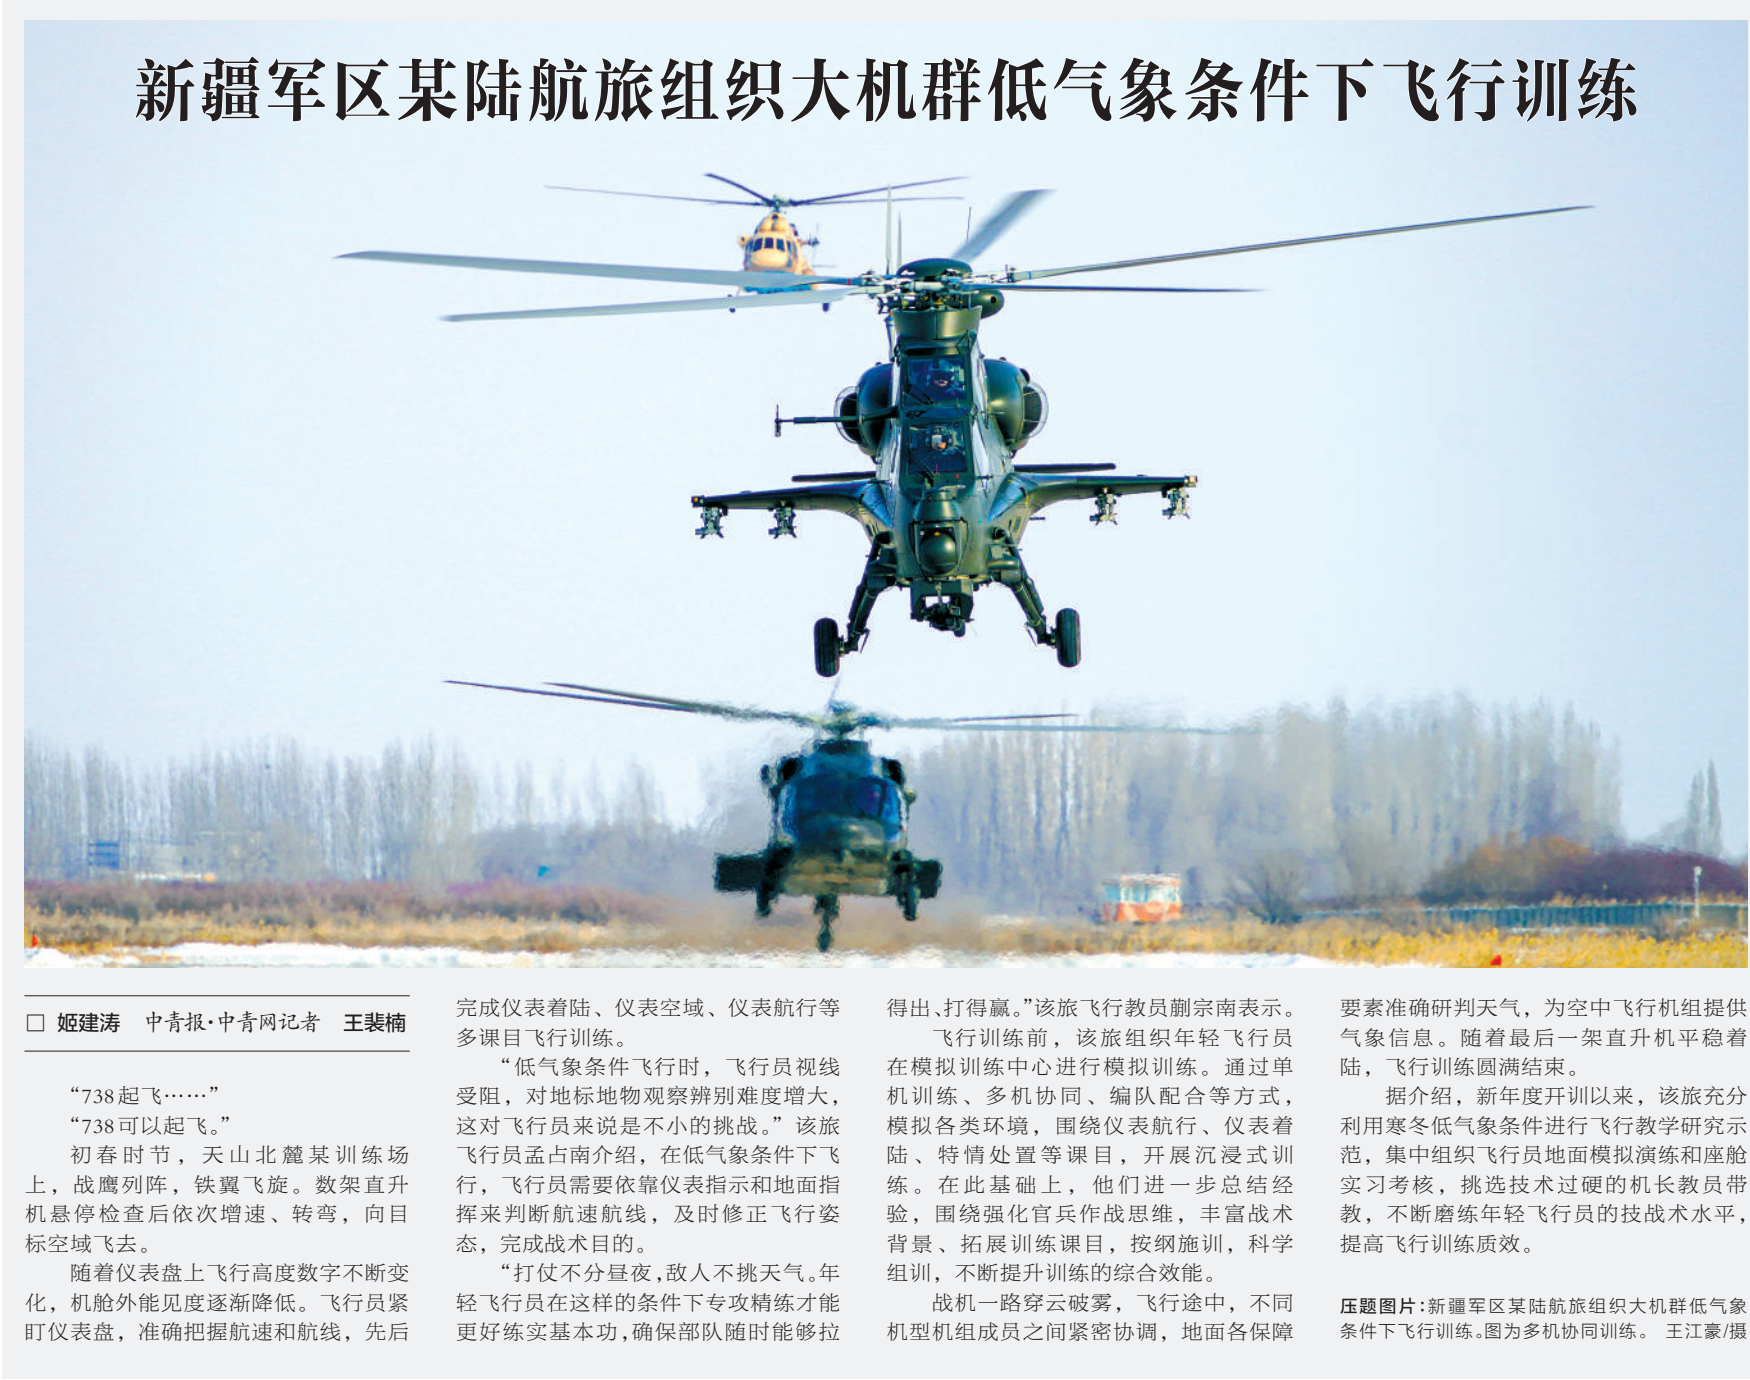 新疆军区某陆航旅组织大机群低气象条件下飞行训练
□ 姬建涛 中青报·中青网记者 王裴楠
“738起飞……”
“738可以起飞。”
初春时节，天山北麓某训练场
上，战鹰列阵，铁翼飞旋。数架直升
机悬停检查后依次增速、转弯，向目
标空域飞去。
随着仪表盘上飞行高度数字不断变
化，机舱外能见度逐渐降低。飞行员紧
盯仪表盘，准确把握航速和航线，先后
完成仪表着陆、仪表空域、仪表航行等
多课目飞行训练。
“低气象条件飞行时，飞行员视线
受阻，对地标地物观察辨别难度增大，
这对飞行员来说是不小的挑战。”该旅
飞行员孟占南介绍，在低气象条件下飞
行，飞行员需要依靠仪表指示和地面指
挥来判断航速航线，及时修正飞行姿
态，完成战术目的。
“打仗不分昼夜，敌人不挑天气。年
轻飞行员在这样的条件下专攻精练才能
更好练实基本功，确保部队随时能够拉
得出、打得赢。”该旅飞行教员蒯宗南表示。
飞行训练前，该旅组织年轻飞行员
在模拟训练中心进行模拟训练。通过单
机训练、多机协同、编队配合等方式，
模拟各类环境，围绕仪表航行、仪表着
陆、特情处置等课目，开展沉浸式训
练。在此基础上，他们进一步总结经
验，围绕强化官兵作战思维，丰富战术
背景、拓展训练课目，按纲施训，科学
组训，不断提升训练的综合效能。
战机一路穿云破雾，飞行途中，不同
机型机组成员之间紧密协调，地面各保障
要素准确研判天气，为空中飞行机组提供
气象信息。随着最后一架直升机平稳着
陆，飞行训练圆满结束。
据介绍，新年度开训以来，该旅充分
利用寒冬低气象条件进行飞行教学研究示
范，集中组织飞行员地面模拟演练和座舱
实习考核，挑选技术过硬的机长教员带
教，不断磨练年轻飞行员的技战术水平，
提高飞行训练质效。
压题图片：新疆军区某陆航旅组织大机群低气象
条件下飞行训练。图为多机协同训练。 王江豪/摄